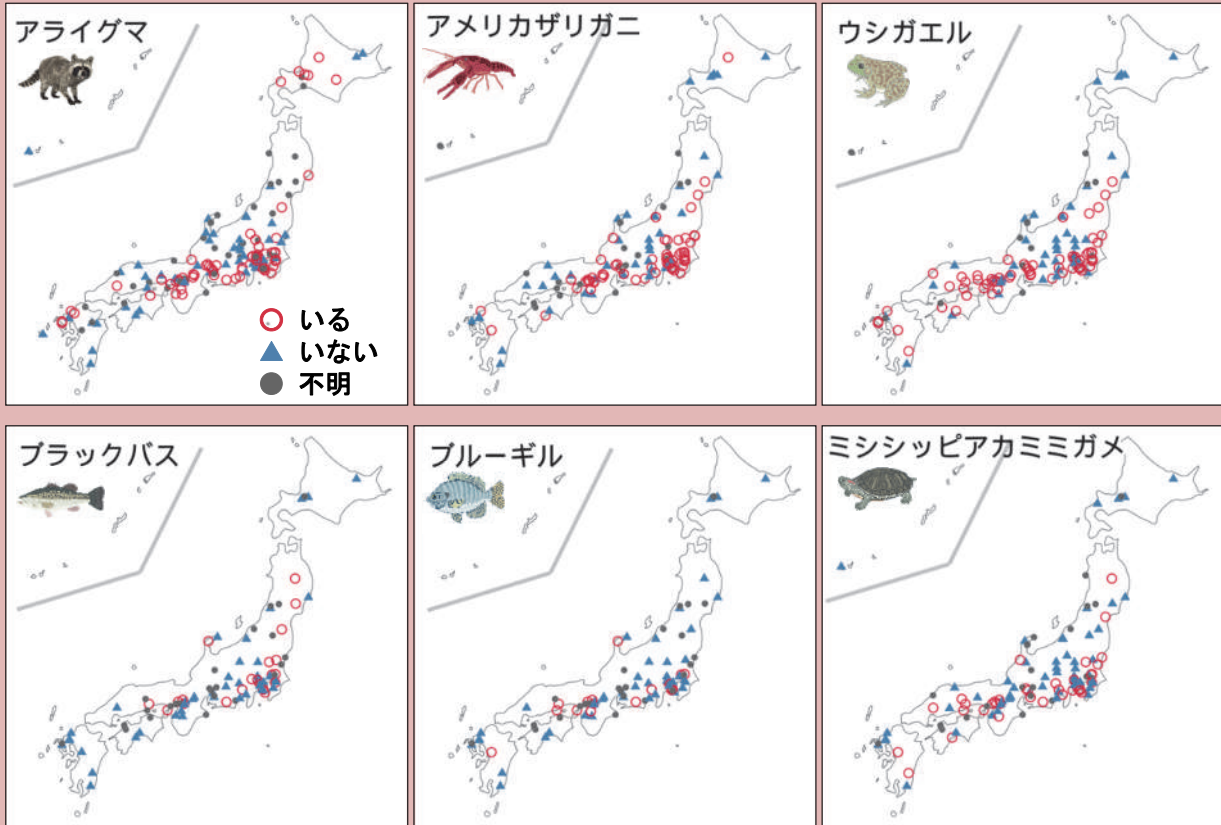 アライグマ
アメリカザリガニ
ウシガエル
いる
いない
不明
ブラックバス
ブルーギル
ミシシッピアカミミガメ